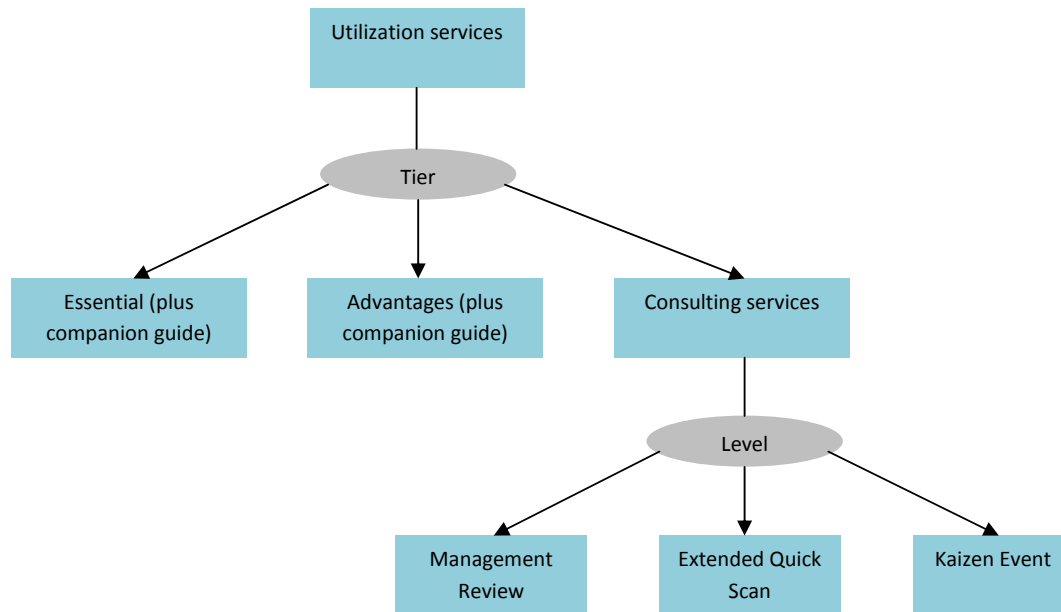 Utilization services
Tier
Essential (plus
companion guide)
Advantages (plus
companion guide)
Consulting services
Level
Management
Review
Extended Quick
Scan
Kaizen Event